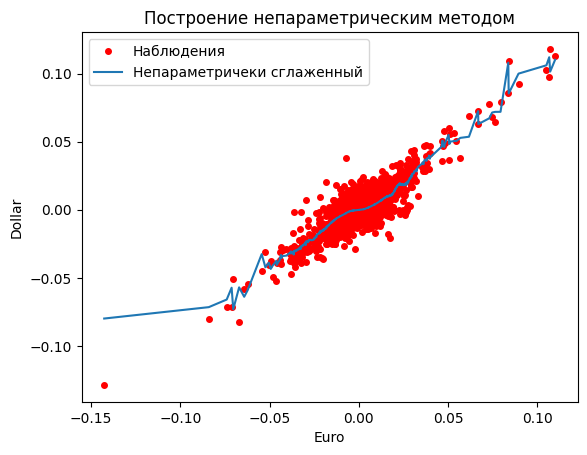 Построение непараметрическим методом
Наблюдения
Непараметричеки сглаженный
0.10
0.05
0.00
−0.05
−0.10
Dollar
−0.15
−0.10
−0.05
0.00
0.05
0.10
Euro